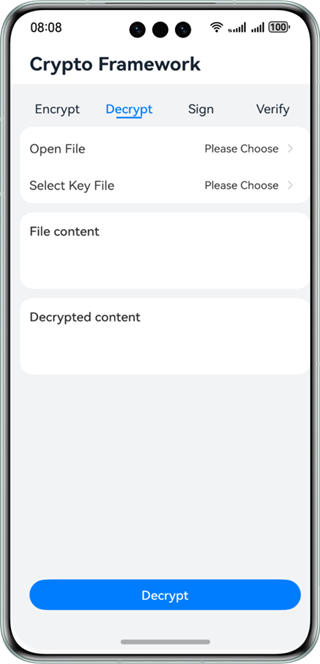 08:08
100
Crypto Framework
Encrypt Decrypt Sign Verify
Open File Please Choose
Select Key File Please Choose
File content
Decrypted content
Decrypt